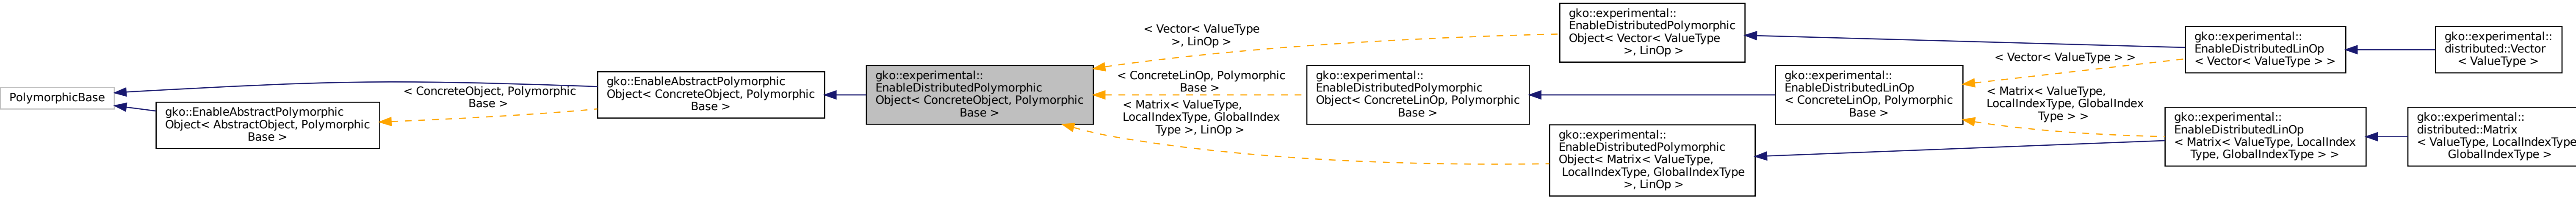 PolymorphicBase
gko::EnableAbstractPolymorphic
Object< AbstractObject, Polymorphic
Base >
< ConcreteObject, Polymorphic
Base >
gko::EnableAbstractPolymorphic
Object< ConcreteObject, Polymorphic
Base >
gko::experimental::
EnableDistributedPolymorphic
Object< ConcreteObject, Polymorphic
Base >
< Vector< ValueType
>, LinOp >
< ConcreteLinOp, Polymorphic
Base >
< Matrix< ValueType,
LocalIndexType, GlobalIndex
Type >, LinOp >
gko::experimental::
EnableDistributedPolymorphic
Object< ConcreteLinOp, Polymorphic
Base >
gko::experimental::
EnableDistributedPolymorphic
Object< Vector< ValueType
>, LinOp >
gko::experimental::
EnableDistributedPolymorphic
Object< Matrix< ValueType,
LocalIndexType, GlobalIndexType
>, LinOp >
gko::experimental::
EnableDistributedLinOp
< ConcreteLinOp, Polymorphic
Base >
< Vector< ValueType > >
< Matrix< ValueType,
LocalIndexType, GlobalIndex
Type > >
gko::experimental::
EnableDistributedLinOp
< Vector< ValueType > >
gko::experimental::
EnableDistributedLinOp
< Matrix< ValueType, LocalIndex
Type, GlobalIndexType > >
gko::experimental::
distributed::Vector
< ValueType >
gko::experimental::
distributed::Matrix
< ValueType, LocalIndexType
GlobalIndexType >